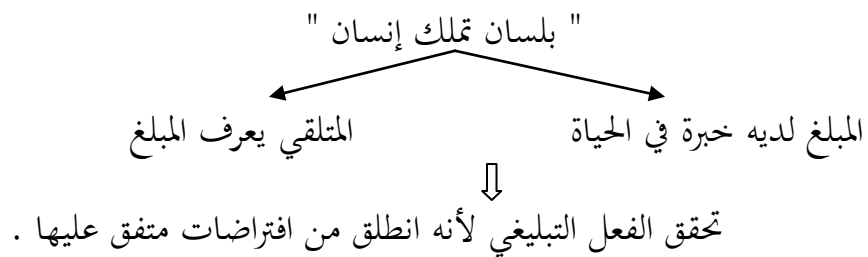 " بلسان تملك إنسان "
المبلغ لديه خبرة في الحياة المتلقي يعرف المبلغ
تحقق الفعل التبليغي لأنه انطلق من افتراضات متفق عليها .